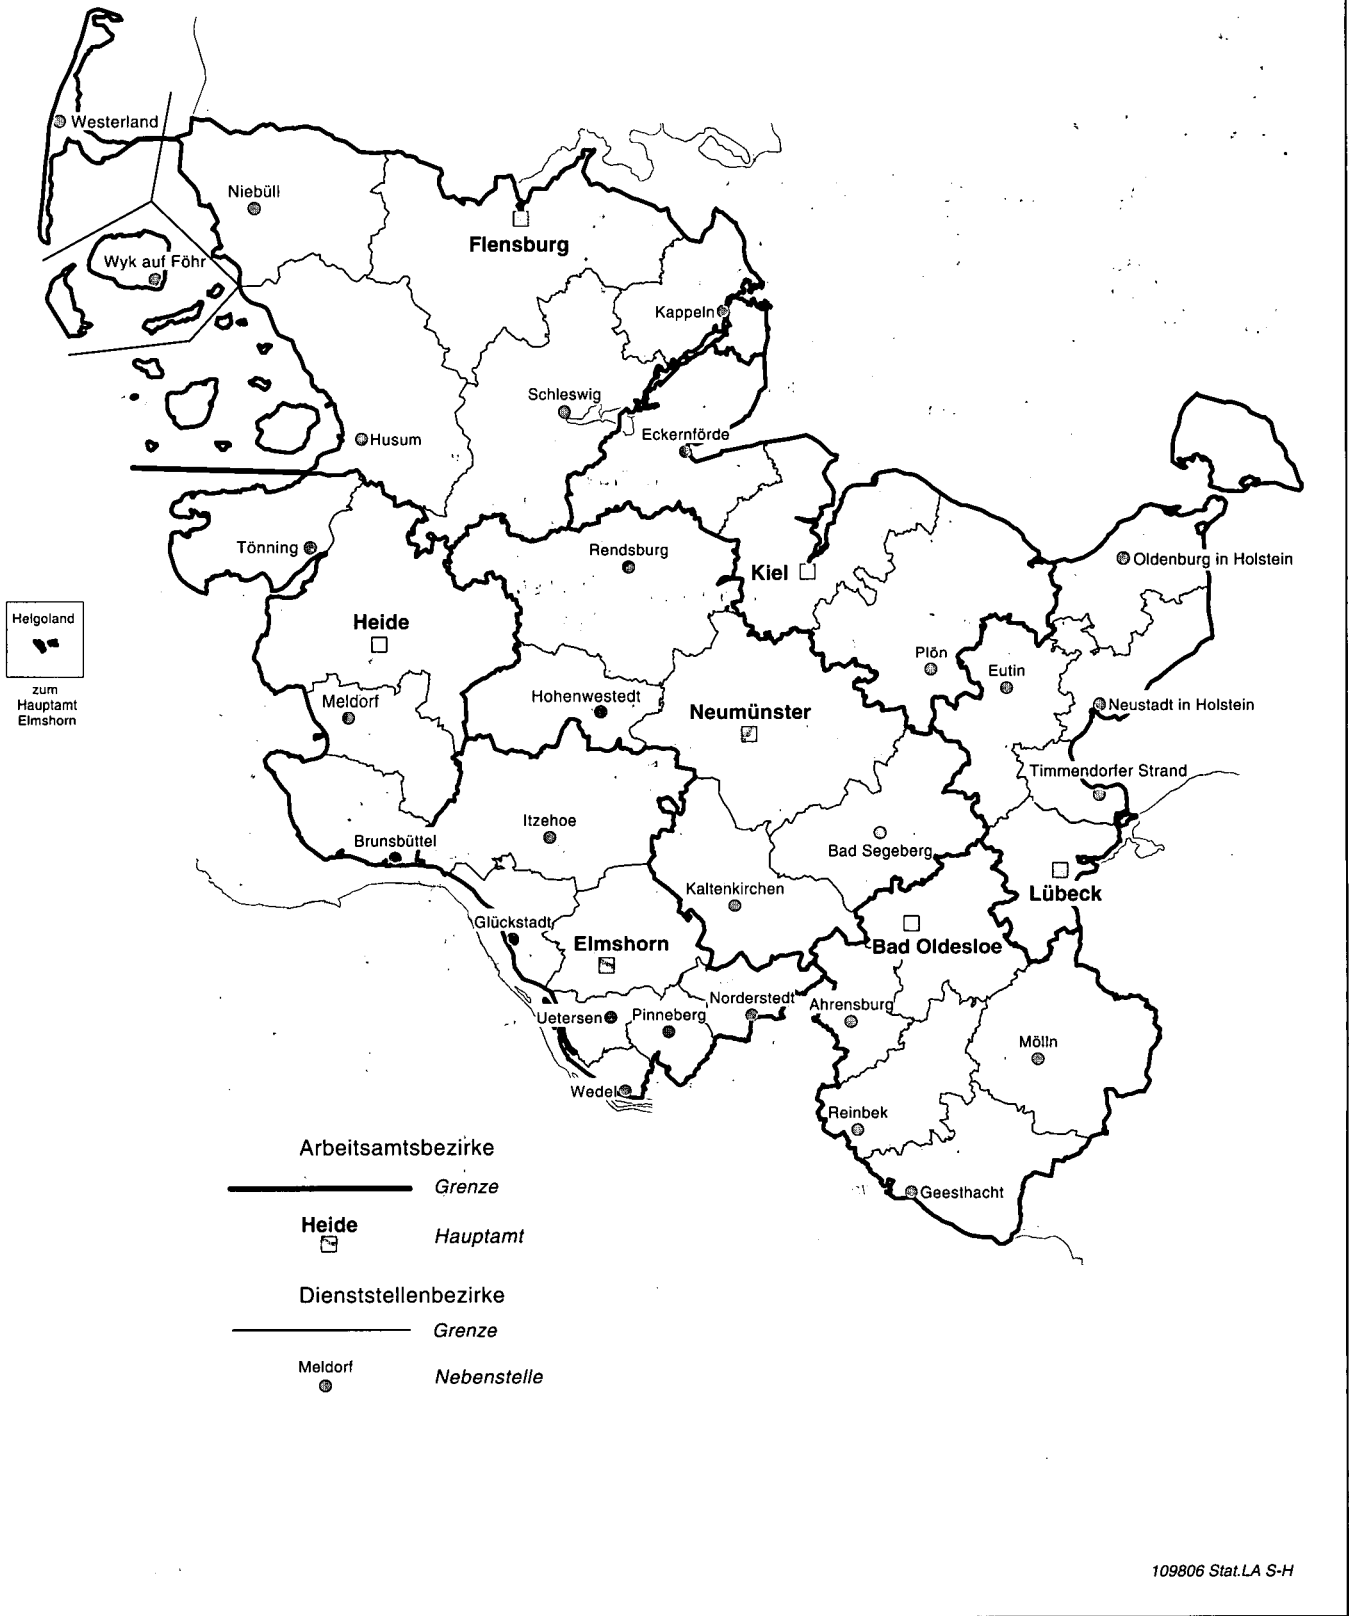 Westerland
Niebüll
Flensburg
Wyk auf Föhr
Kappeln
Schleswig
Husum
Eckernförde
Tönning
Rendsburg
Kiel
Oldenburg in Holstein
Helgoland
zum
Hauptamt
Elmshorn
Heide
Plön
Eutin
Meldorf
Hohenwestedt
Neumünster
Neustadt in Holstein
Timmendorfer Strand
Itzehoe
Brunsbüttel
Bad Segeberg
Kaltenkirchen
Lübeck
Glückstadt
Elmshorn
Bad Oldesloe
Norderstedt
Ahrensburg
Uetersen
Pinneberg
Mölln
Wedel
Reinbek
Geesthacht
Arbeitsamtsbezirke
Grenze
Heide
Hauptamt
Dienststellenbezirke
Grenze
Meldorf
Nebenstelle
109806 Stat.LA S-H